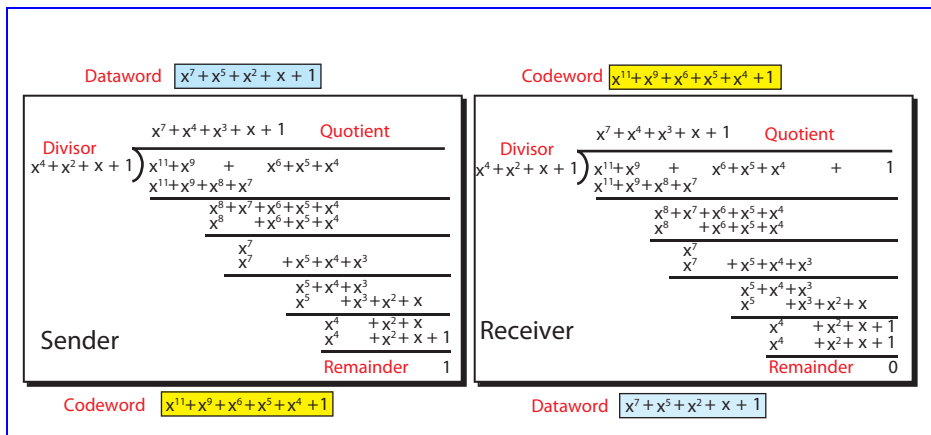 Dataword x⁷ + x⁵ + x² + x + 1
x⁷ + x⁴ + x³ + x + 1 Quotient
Divisor
x⁴ + x² + x + 1 x¹¹+ x⁹ + x⁶ + x⁵ + x⁴
x¹¹+ x⁹ + x⁸ + x⁷
x⁸ + x⁷ + x⁶ + x⁵ + x⁴
x⁸ + x⁶ + x⁵ + x⁴
x⁷
x⁷ + x⁵ + x⁴ + x³
x⁵ + x⁴ + x³
x⁵ + x³ + x² + x
x⁴ + x² + x
x⁴ + x² + x + 1
Sender
Remainder 1
Codeword x¹¹+ x⁹ + x⁶ + x⁵ + x⁴ + 1
Codeword x¹¹+ x⁹ + x⁶ + x⁵ + x⁴ + 1
x⁷ + x⁴ + x³ + x + 1 Quotient
Divisor
x⁴ + x² + x + 1 x¹¹+ x⁹ + x⁶ + x⁵ + x⁴ + 1
x¹¹+ x⁹ + x⁸ + x⁷
x⁸ + x⁷ + x⁶ + x⁵ + x⁴
x⁸ + x⁶ + x⁵ + x⁴
x⁷
x⁷ + x⁵ + x⁴ + x³
x⁵ + x⁴ + x³
x⁵ + x³ + x² + x
x⁴ + x² + x + 1
x⁴ + x² + x + 1
Receiver
Remainder 0
Dataword x⁷ + x⁵ + x² + x + 1